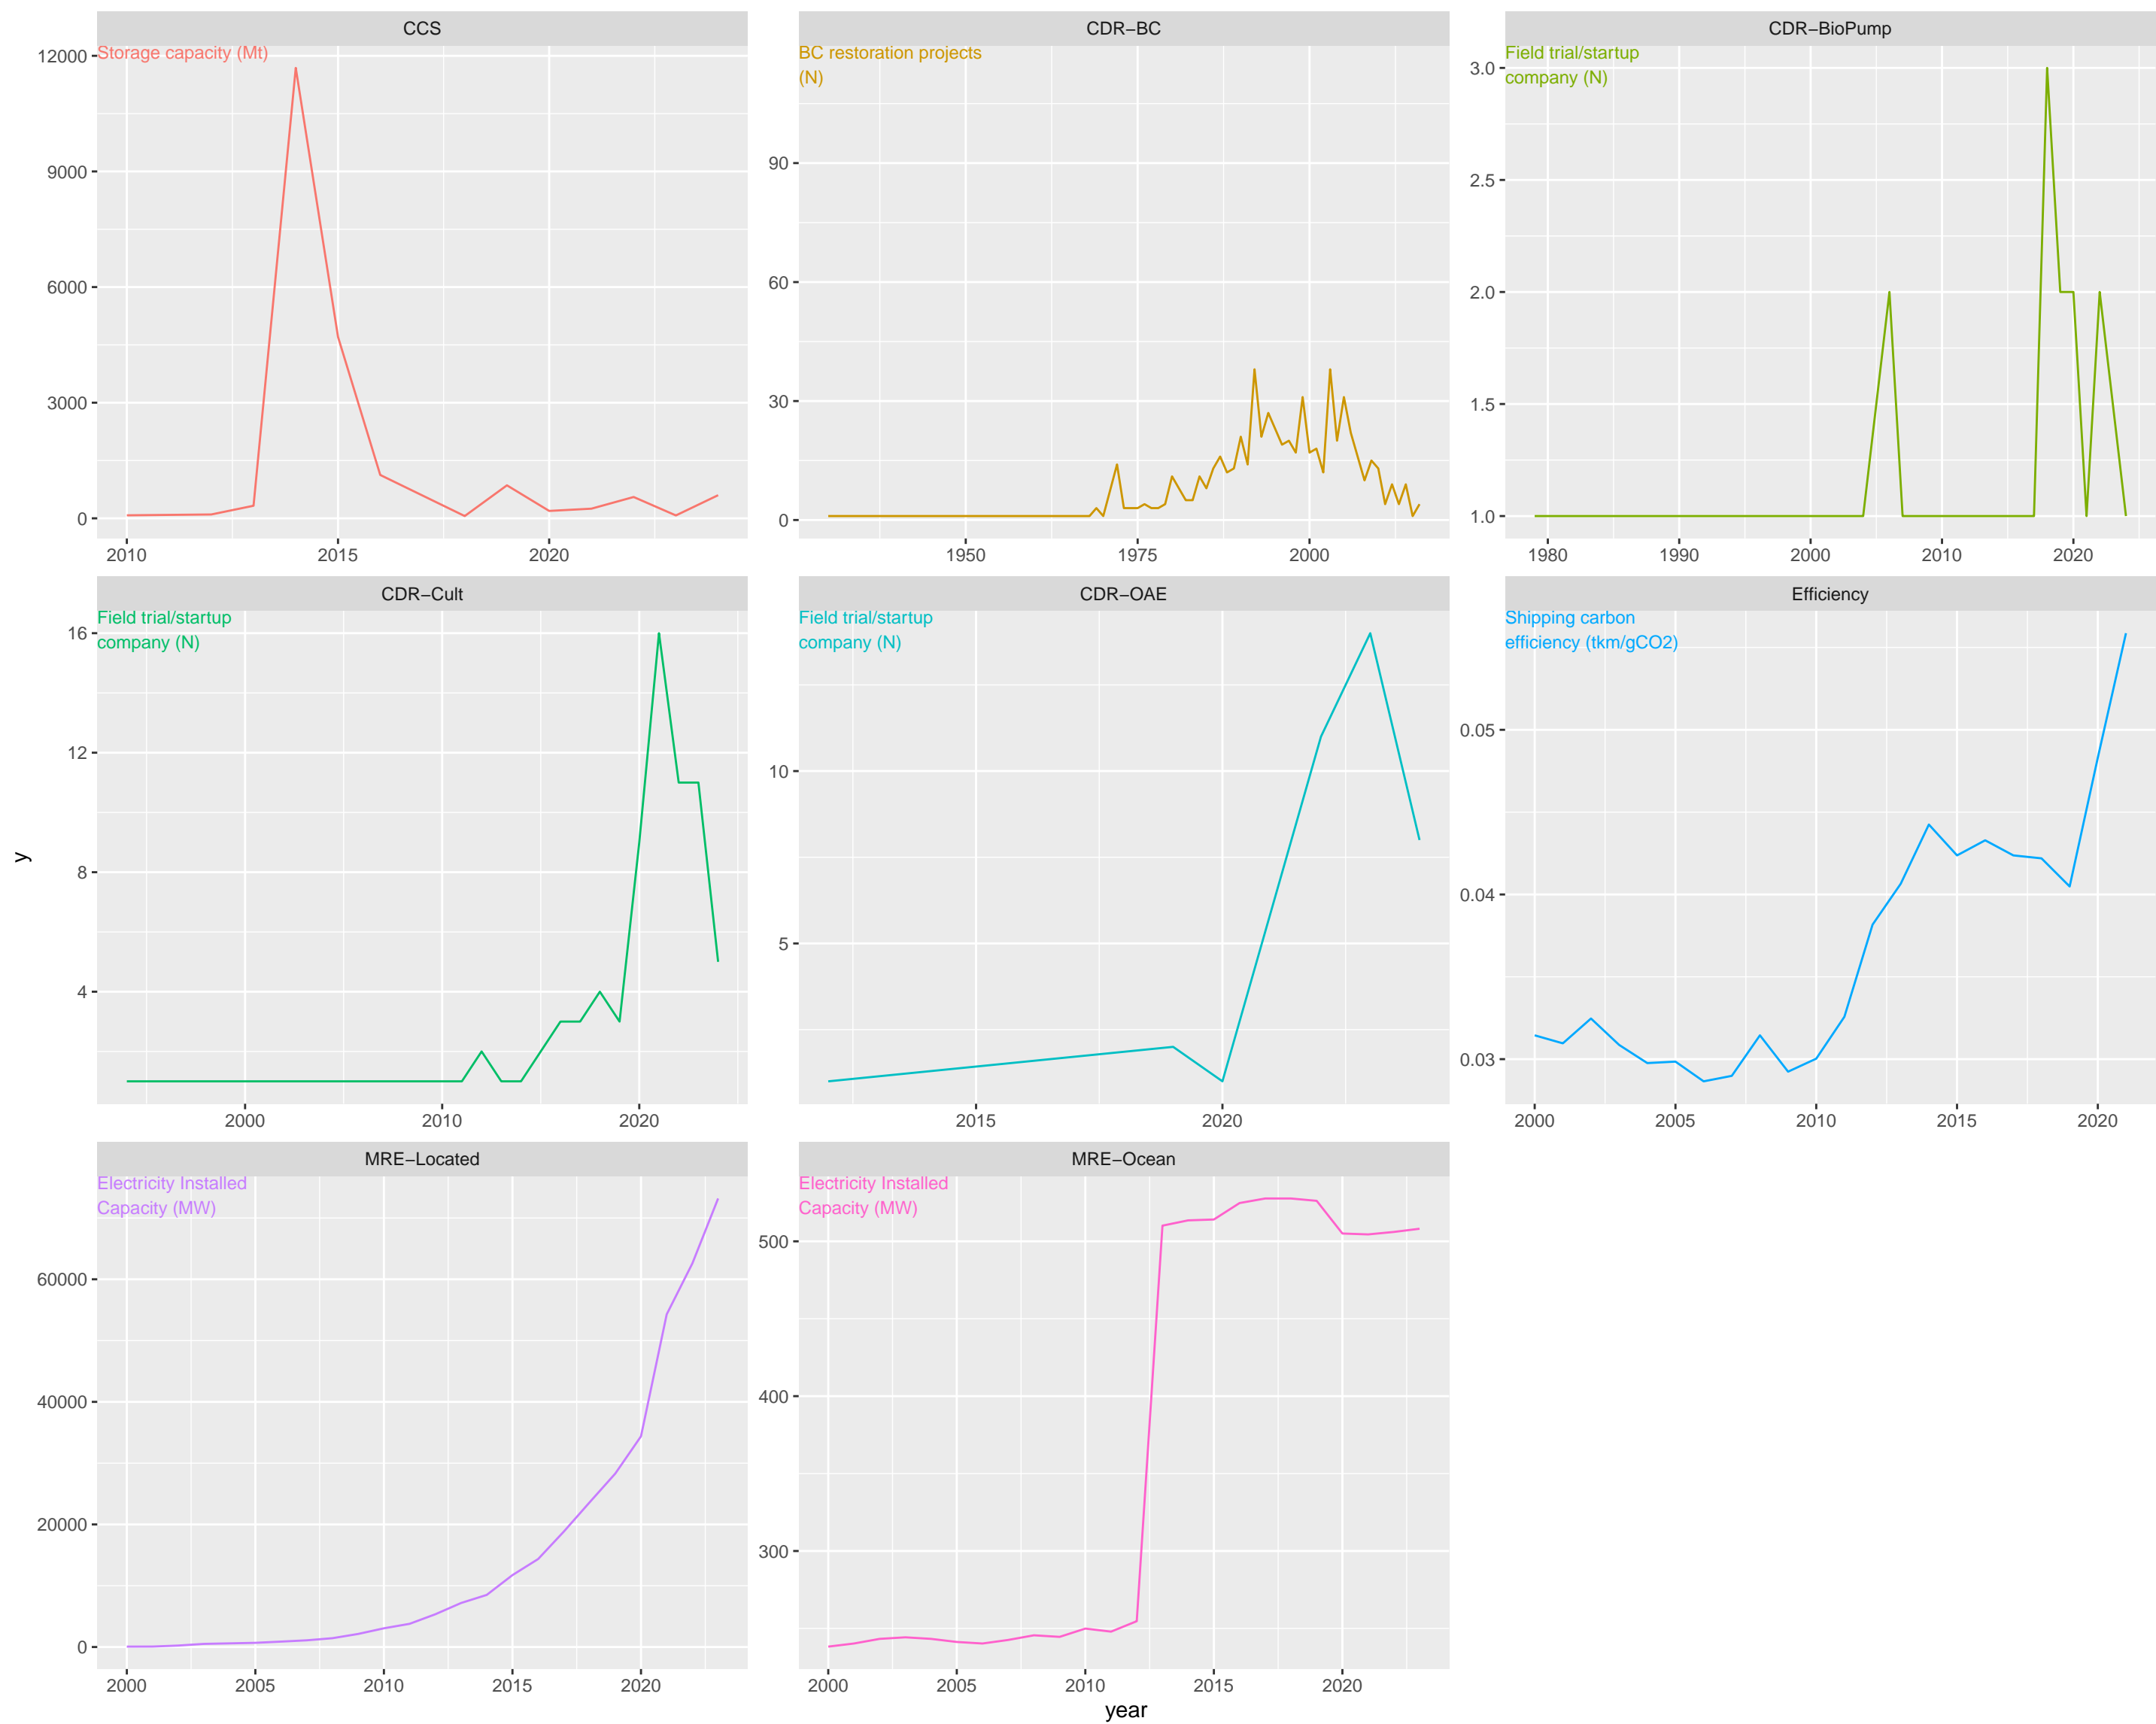 CCS
Storage capacity (Mt)
12000
9000
6000
3000
0
2010 2015 2020
CDR−BC
BC restoration projects
(N)
90
60
30
0
1950 1975 2000
CDR−BioPump
Field trial/startup
company (N)
3.0
2.5
2.0
1.5
1.0
1980 1990 2000 2010 2020
CDR−Cult
Field trial/startup
company (N)
16
12
8
4
2000 2010 2020
CDR−OAE
Field trial/startup
company (N)
10
5
2015 2020
Efficiency
Shipping carbon
efficiency (tkm/gCO2)
0.05
0.04
0.03
2000 2005 2010 2015 2020
MRE−Located
Electricity Installed
Capacity (MW)
60000
40000
20000
0
2000 2005 2010 2015 2020
MRE−Ocean
Electricity Installed
Capacity (MW)
500
400
300
2000 2005 2010 2015 2020
y
year